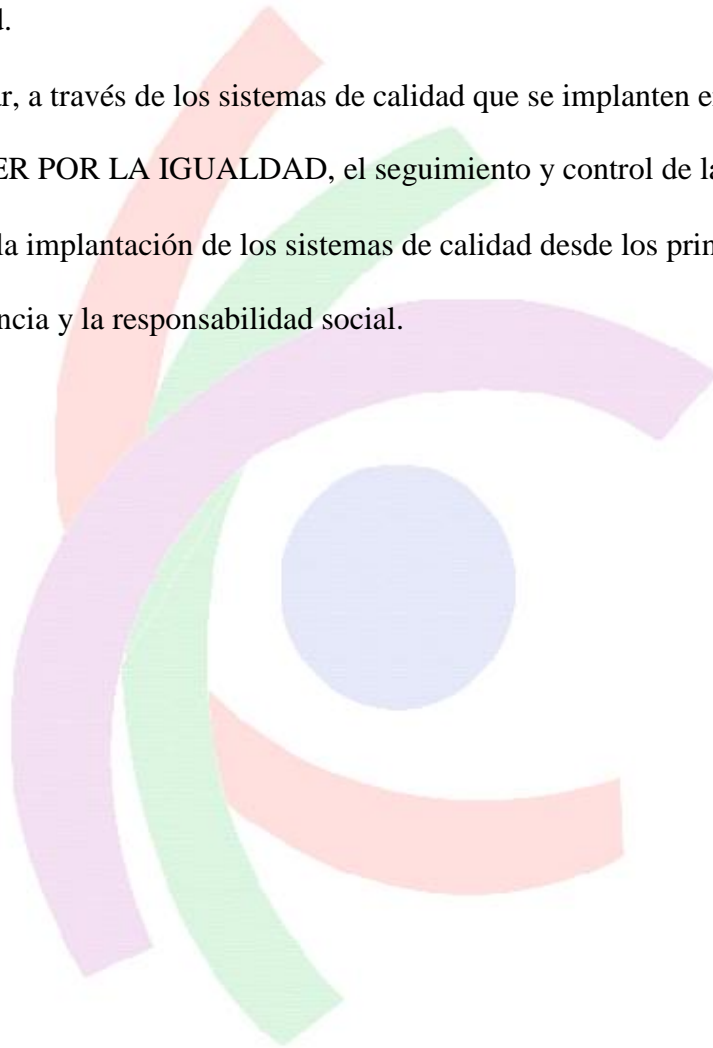 d.
r, a través de los sistemas de calidad que se implanten e
ER POR LA IGUALDAD, el seguimiento y control de la
la implantación de los sistemas de calidad desde los prin
ncia y la responsabilidad social.